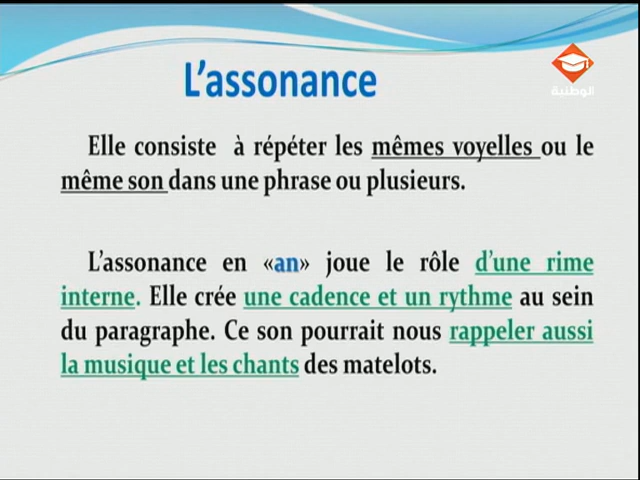 L’assonance
الوطنية
Elle consiste à répéter les mêmes voyelles ou le
même son dans une phrase ou plusieurs.
L’assonance en «an» joue le rôle d’une rime
interne. Elle crée une cadence et un rythme au sein
du paragraphe. Ce son pourrait nous rappeler aussi
la musique et les chants des matelots.